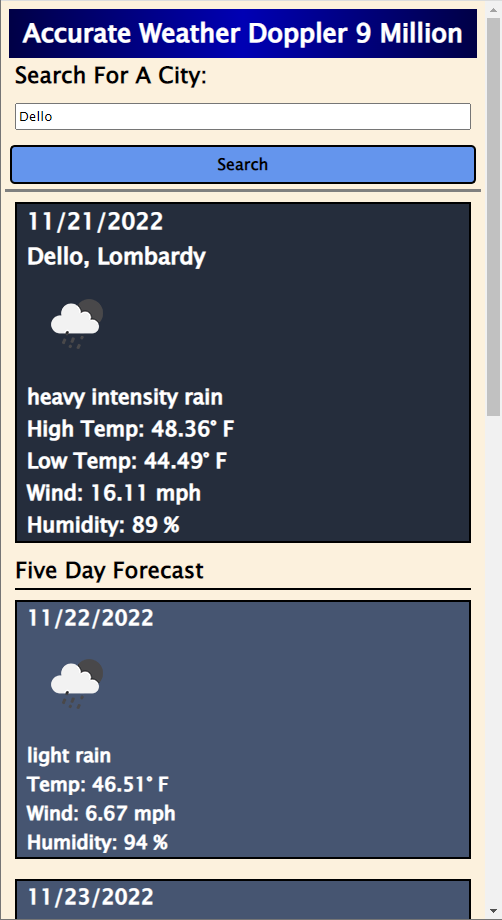 Accurate Weather Doppler 9 Million
Search For A City:
Dello
Search
11/21/2022
Dello, Lombardy
heavy intensity rain
High Temp: 48.36° F
Low Temp: 44.49° F
Wind: 16.11 mph
Humidity: 89 %
Five Day Forecast
11/22/2022
light rain
Temp: 46.51° F
Wind: 6.67 mph
Humidity: 94 %
11/23/2022